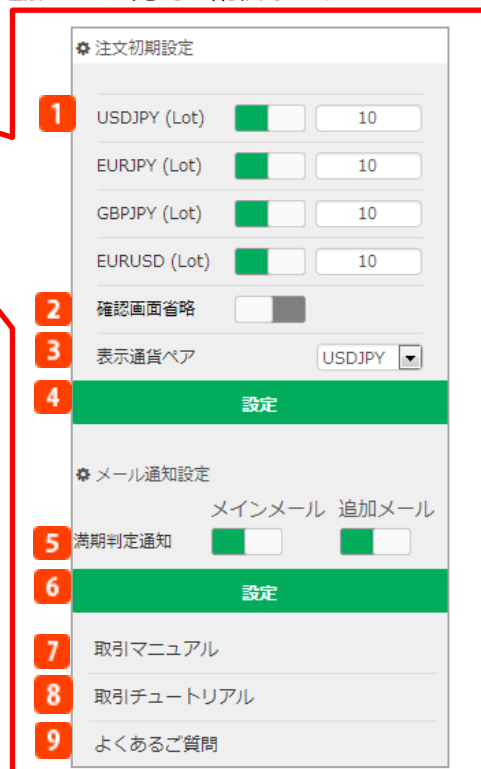 注文初期設定
1 USDJPY (Lot) 10
EURJPY (Lot) 10
GBPJPY (Lot) 10
EURUSD (Lot) 10
2 確認画面省略
3 表示通貨ペア USDJPY
4 設定
メール通知設定
メインメール 追加メール
5 満期判定通知
6 設定
7 取引マニュアル
8 取引チュートリアル
9 よくあるご質問